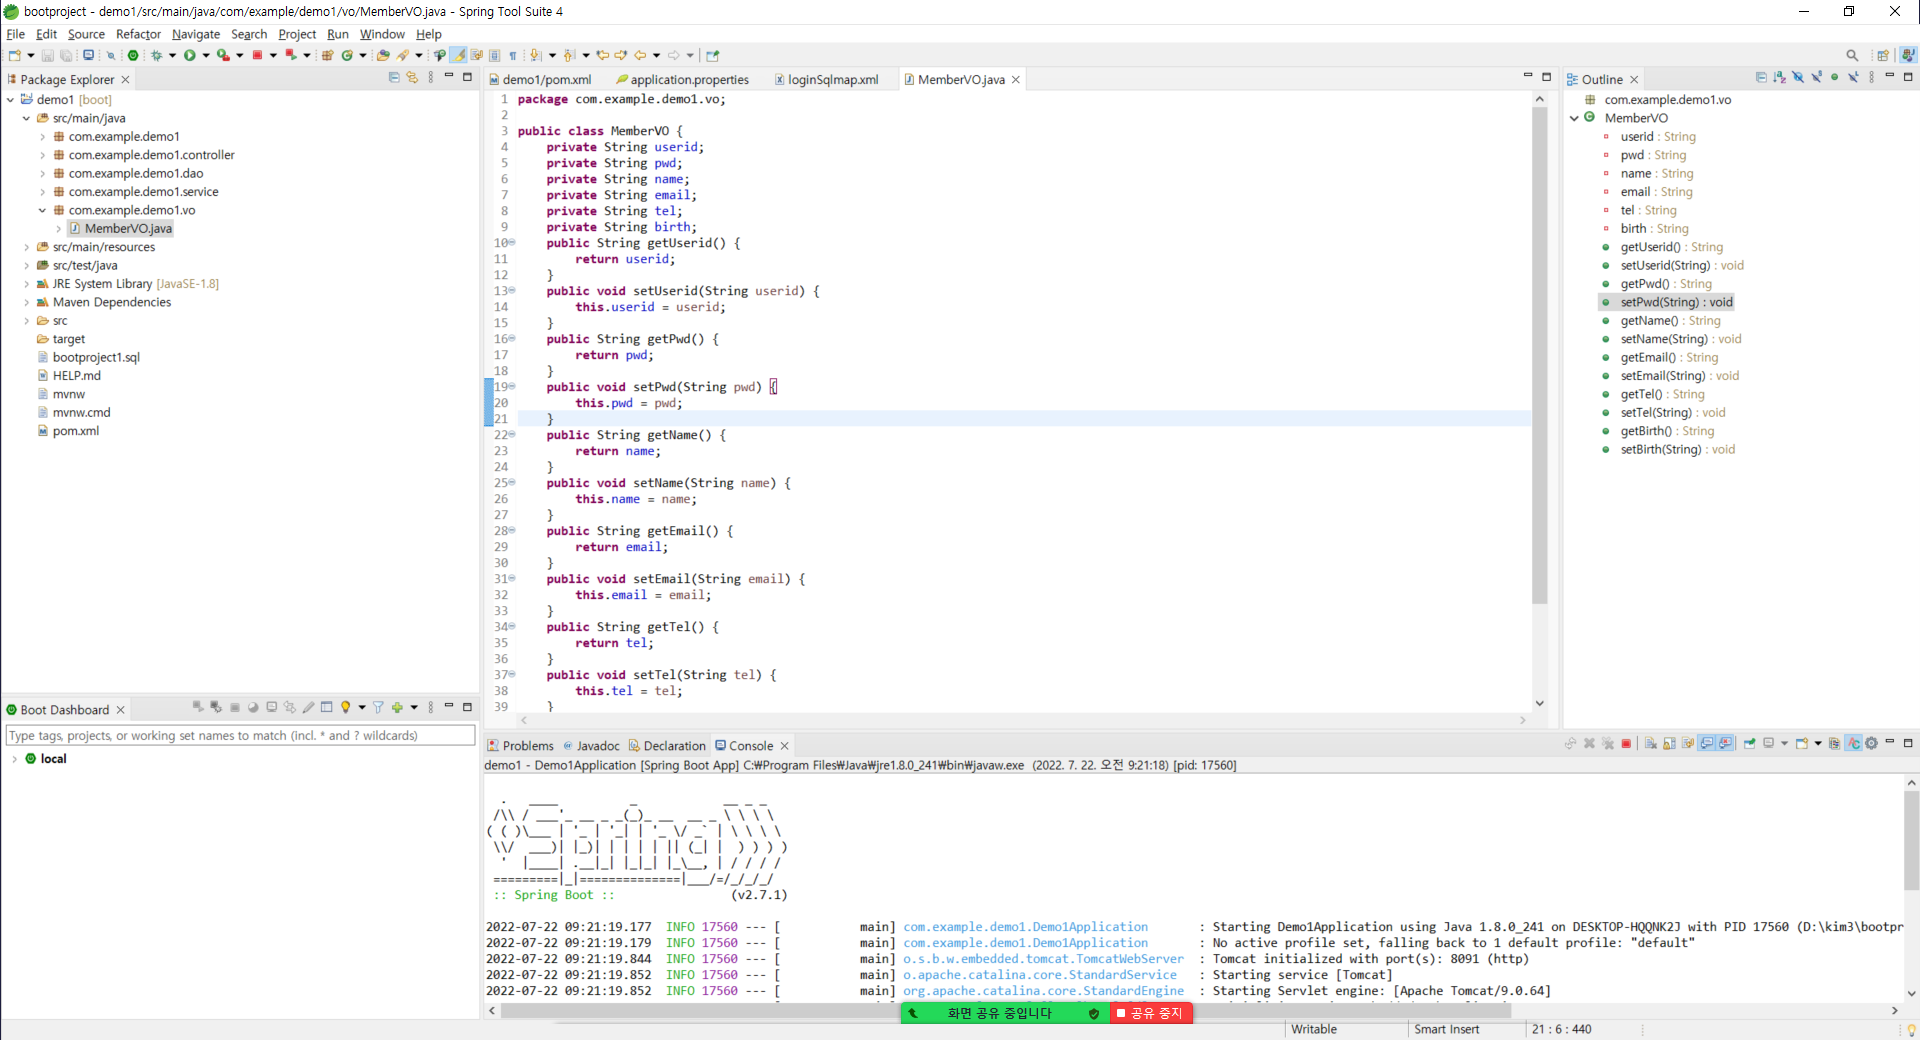 bootproject - demo1/src/main/java/com/example/demo1/vo/MemberVO.java - Spring Tool Suite 4
File Edit Source Refactor Navigate Search Project Run Window Help
Package Explorer
demo1 [boot]
src/main/java
com.example.demo1
com.example.demo1.controller
com.example.demo1.dao
com.example.demo1.service
com.example.demo1.vo
MemberVO.java
src/main/resources
src/test/java
JRE System Library [JavaSE-1.8]
Maven Dependencies
src
target
bootproject1.sql
HELP.md
mvnw
mvnw.cmd
pom.xml
Boot Dashboard
Type tags, projects, or working set names to match (incl. * and ? wildcards)
local
demo1/pom.xml application.properties loginSqlmap.xml MemberVO.java
1 package com.example.demo1.vo;
2
3 public class MemberVO {
4 private String userid;
5 private String pwd;
6 private String name;
7 private String email;
8 private String tel;
9 private String birth;
10 public String getUserid() {
11 return userid;
12 }
13 public void setUserid(String userid) {
14 this.userid = userid;
15 }
16 public String getPwd() {
17 return pwd;
18 }
19 public void setPwd(String pwd) {
20 this.pwd = pwd;
21 }
22 public String getName() {
23 return name;
24 }
25 public void setName(String name) {
26 this.name = name;
27 }
28 public String getEmail() {
29 return email;
30 }
31 public void setEmail(String email) {
32 this.email = email;
33 }
34 public String getTel() {
35 return tel;
36 }
37 public void setTel(String tel) {
38 this.tel = tel;
39 }
Outline
com.example.demo1.vo
MemberVO
userid : String
pwd : String
name : String
email : String
tel : String
birth : String
getUserid() : String
setUserid(String) : void
getPwd() : String
setPwd(String) : void
getName() : String
setName(String) : void
getEmail() : String
setEmail(String) : void
getTel() : String
setTel(String) : void
getBirth() : String
setBirth(String) : void
Problems Javadoc Declaration Console
demo1 - Demo1Application [Spring Boot App] C:₩Program Files₩Java₩jre1.8.0_241₩bin₩javaw.exe (2022. 7. 22. 오전 9:21:18) [pid: 17560]
:: Spring Boot :: (v2.7.1)
2022-07-22 09:21:19.177 INFO 17560 --- [ main] com.example.demo1.Demo1Application : Starting Demo1Application using Java 1.8.0_241 on DESKTOP-HQQNK2J with PID 17560 (D:\kim3\bootpr
2022-07-22 09:21:19.179 INFO 17560 --- [ main] com.example.demo1.Demo1Application : No active profile set, falling back to 1 default profile: "default"
2022-07-22 09:21:19.844 INFO 17560 --- [ main] o.s.b.w.embedded.tomcat.TomcatWebServer : Tomcat initialized with port(s): 8091 (http)
2022-07-22 09:21:19.852 INFO 17560 --- [ main] o.apache.catalina.core.StandardService : Starting service [Tomcat]
2022-07-22 09:21:19.852 INFO 17560 --- [ main] org.apache.catalina.core.StandardEngine : Starting Servlet engine: [Apache Tomcat/9.0.64]
화면 공유 중입니다 공유 중지
Writable Smart Insert 21 : 6 : 440